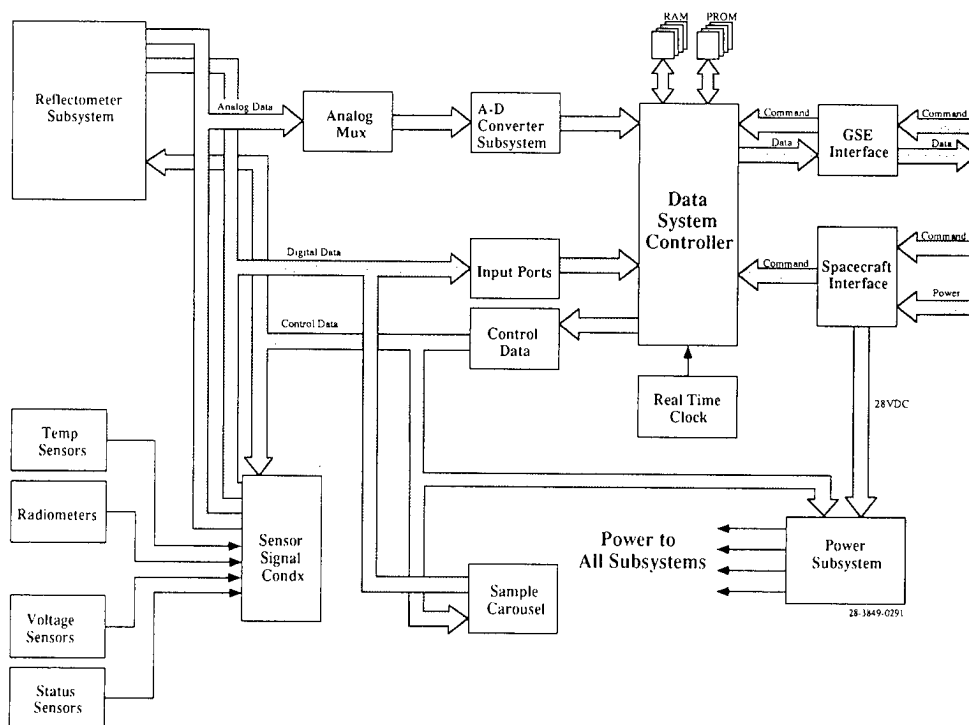 RAM PROM
Reflectometer
Subsystem
Analog Data
Analog
Mux
A-D
Converter
Subsystem
Command
Data
GSE
Interface
Command
Data
Data
System
Controller
Digital Data
Input Ports
Command
Spacecraft
Interface
Command
Power
Control Data
Control
Data
Real Time
Clock
28VDC
Temp
Sensors
Radiometers
Voltage
Sensors
Status
Sensors
Sensor
Signal
Condx
Sample
Carousel
Power to
All Subsystems
Power
Subsystem
28-3849-0291